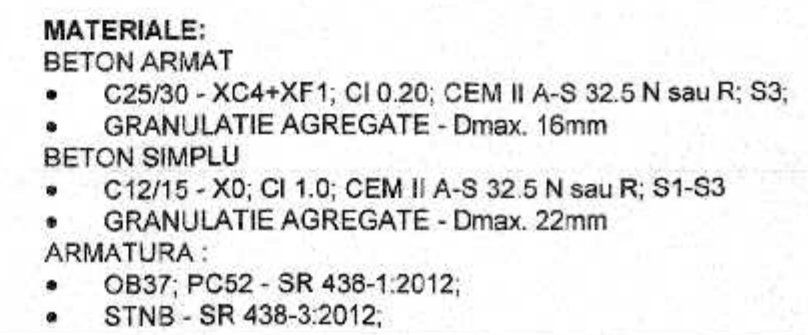 MATERIALE:
BETON ARMAT
• C25/30 - XC4+XF1; Cl 0.20; CEM II A-S 32.5 N sau R; S3;
• GRANULATIE AGREGATE - Dmax. 16mm
BETON SIMPLU
• C12/15 - X0; Cl 1.0; CEM II A-S 32.5 N sau R; S1-S3
• GRANULATIE AGREGATE - Dmax. 22mm
ARMATURA :
• OB37; PC52 - SR 438-1:2012;
• STNB - SR 438-3:2012;